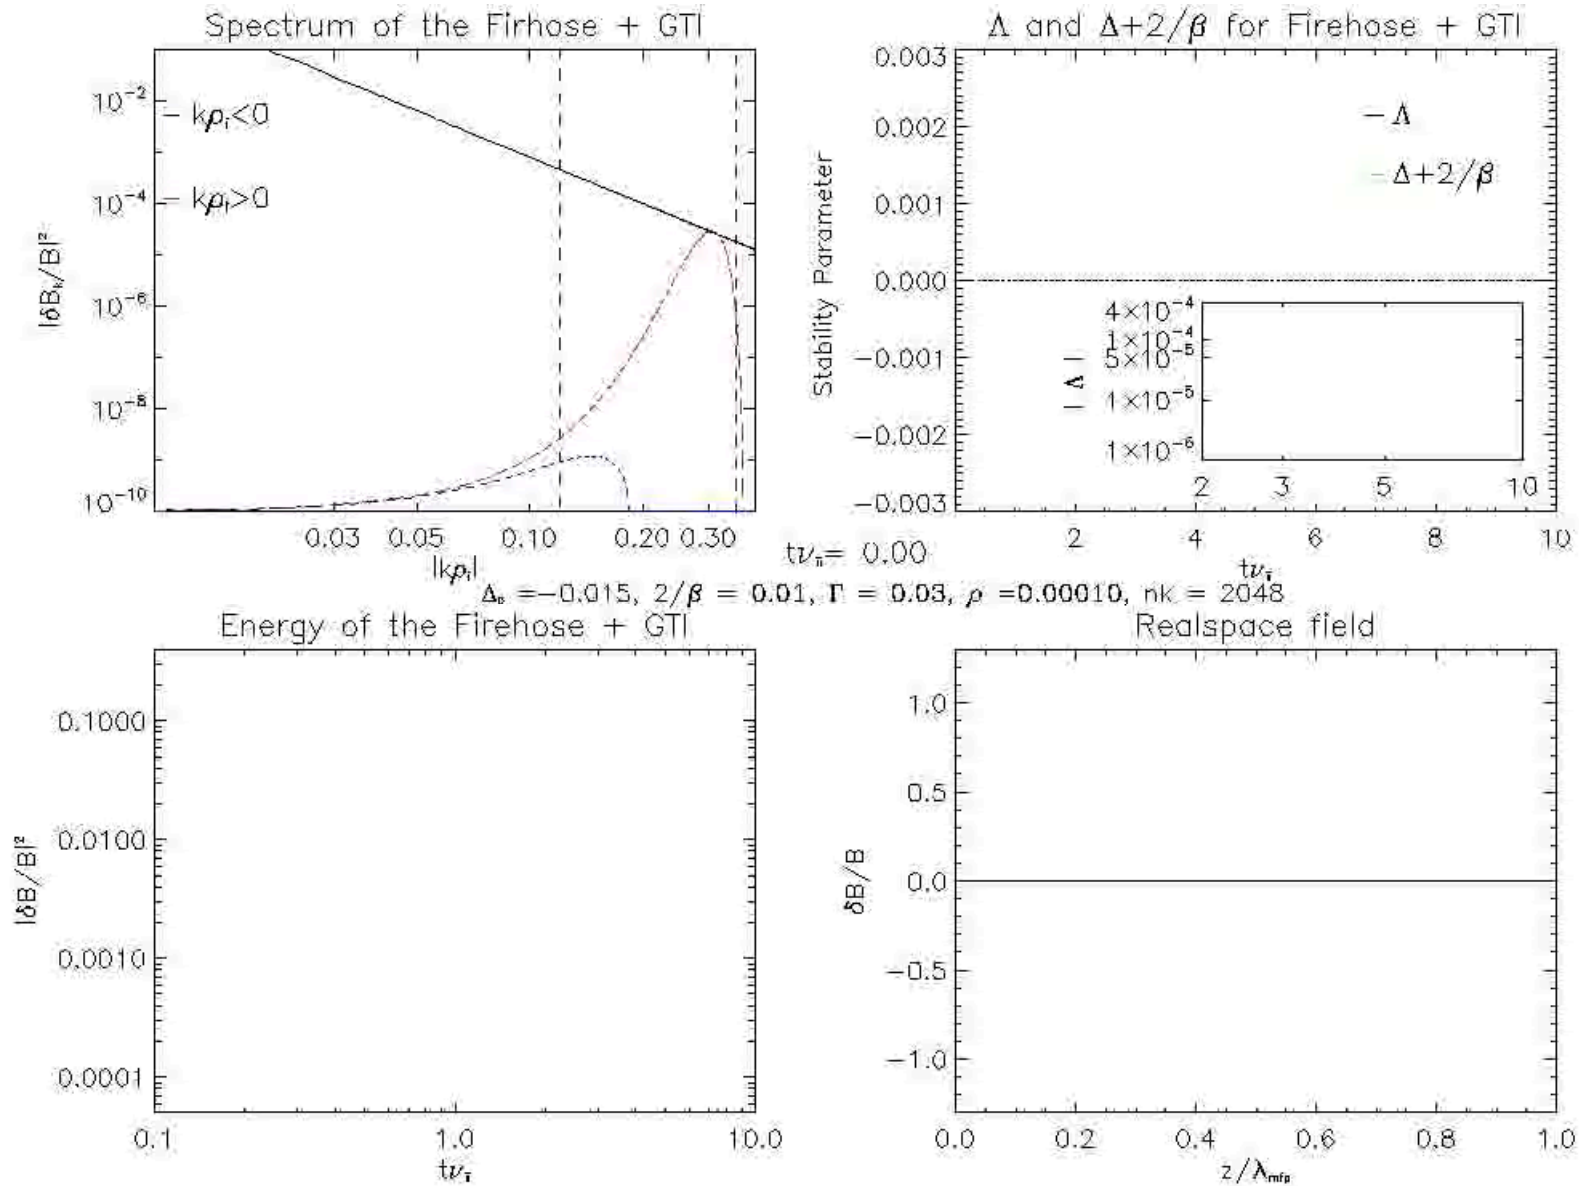 Spectrum of the Firhose + GTI
|δBₖ/B|²
10⁻²
10⁻⁴
10⁻⁶
10⁻⁸
10⁻¹⁰
– kρᵢ<0
– kρᵢ>0
0.03 0.05 0.10 0.20 0.30
|kρᵢ|
Λ and Δ+2/β for Firehose + GTI
Stability Parameter
0.003
0.002
0.001
0.000
−0.001
−0.002
−0.003
– Λ
– Δ+2/β
| Λ |
4×10⁻⁴
1×10⁻⁴
5×10⁻⁵
1×10⁻⁵
1×10⁻⁶
2 3 5 10
2 4 6 8 10
tνᵢᵢ
tνᵢᵢ= 0.00
Δ₀ =−0.015, 2/β = 0.01, Γ = 0.03, ρ =0.00010, nk = 2048
Energy of the Firehose + GTI
|δB/B|²
0.1000
0.0100
0.0010
0.0001
0.1 1.0 10.0
tνᵢᵢ
Realspace field
δB/B
1.0
0.5
0.0
−0.5
−1.0
0.0 0.2 0.4 0.6 0.8 1.0
z/λmfp